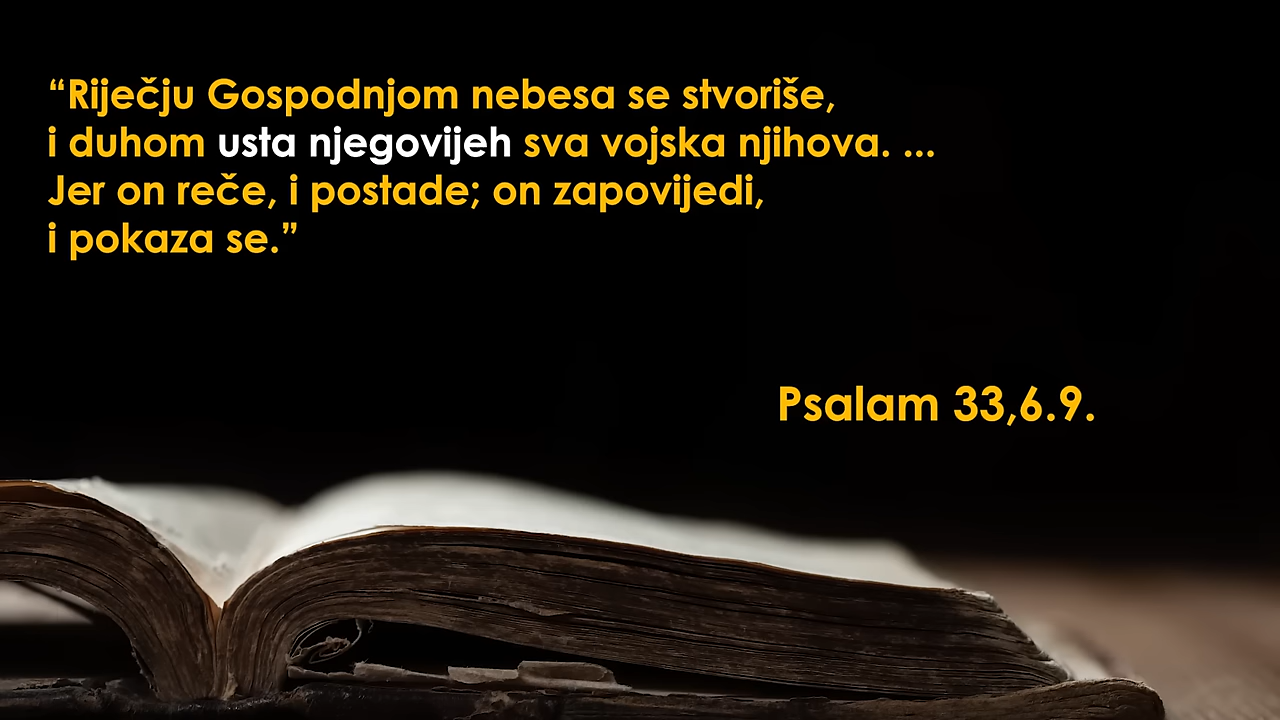 “Riječju Gospodnjom nebesa se stvoriše,
i duhom usta njegovijeh sva vojska njihova. ...
Jer on reče, i postade; on zapovijedi,
i pokaza se.”
Psalam 33,6.9.